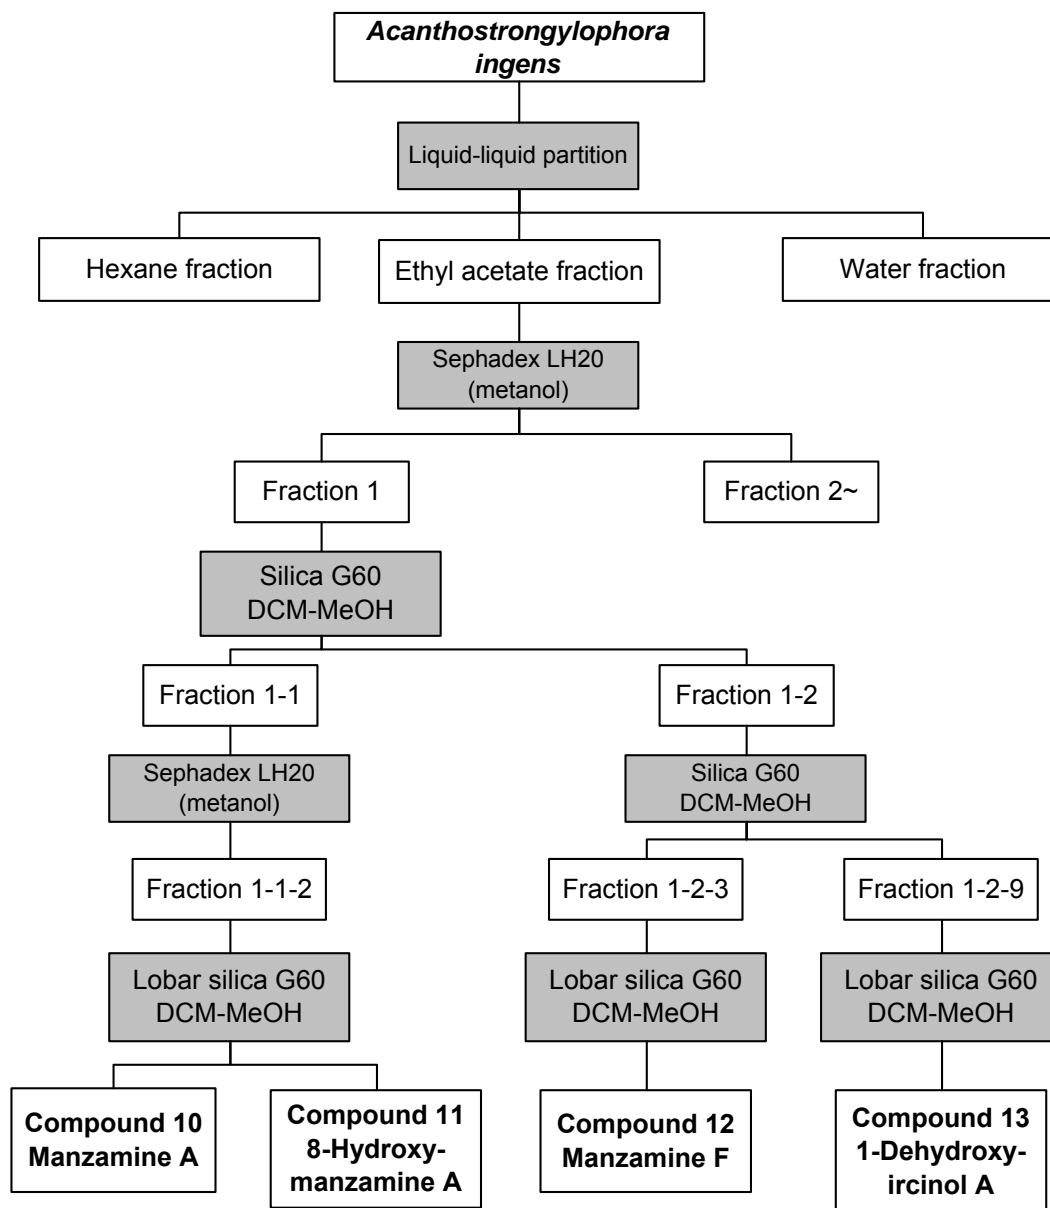 Acanthostrongylophora
ingens
Liquid-liquid partition
Hexane fraction
Ethyl acetate fraction
Water fraction
Sephadex LH20
(metanol)
Fraction 1
Fraction 2~
Silica G60
DCM-MeOH
Fraction 1-1
Fraction 1-2
Sephadex LH20
(metanol)
Silica G60
DCM-MeOH
Fraction 1-1-2
Fraction 1-2-3
Fraction 1-2-9
Lobar silica G60
DCM-MeOH
Lobar silica G60
DCM-MeOH
Lobar silica G60
DCM-MeOH
Compound 10
Manzamine A
Compound 11
8-Hydroxy-
manzamine A
Compound 12
Manzamine F
Compound 13
1-Dehydroxy-
ircinol A